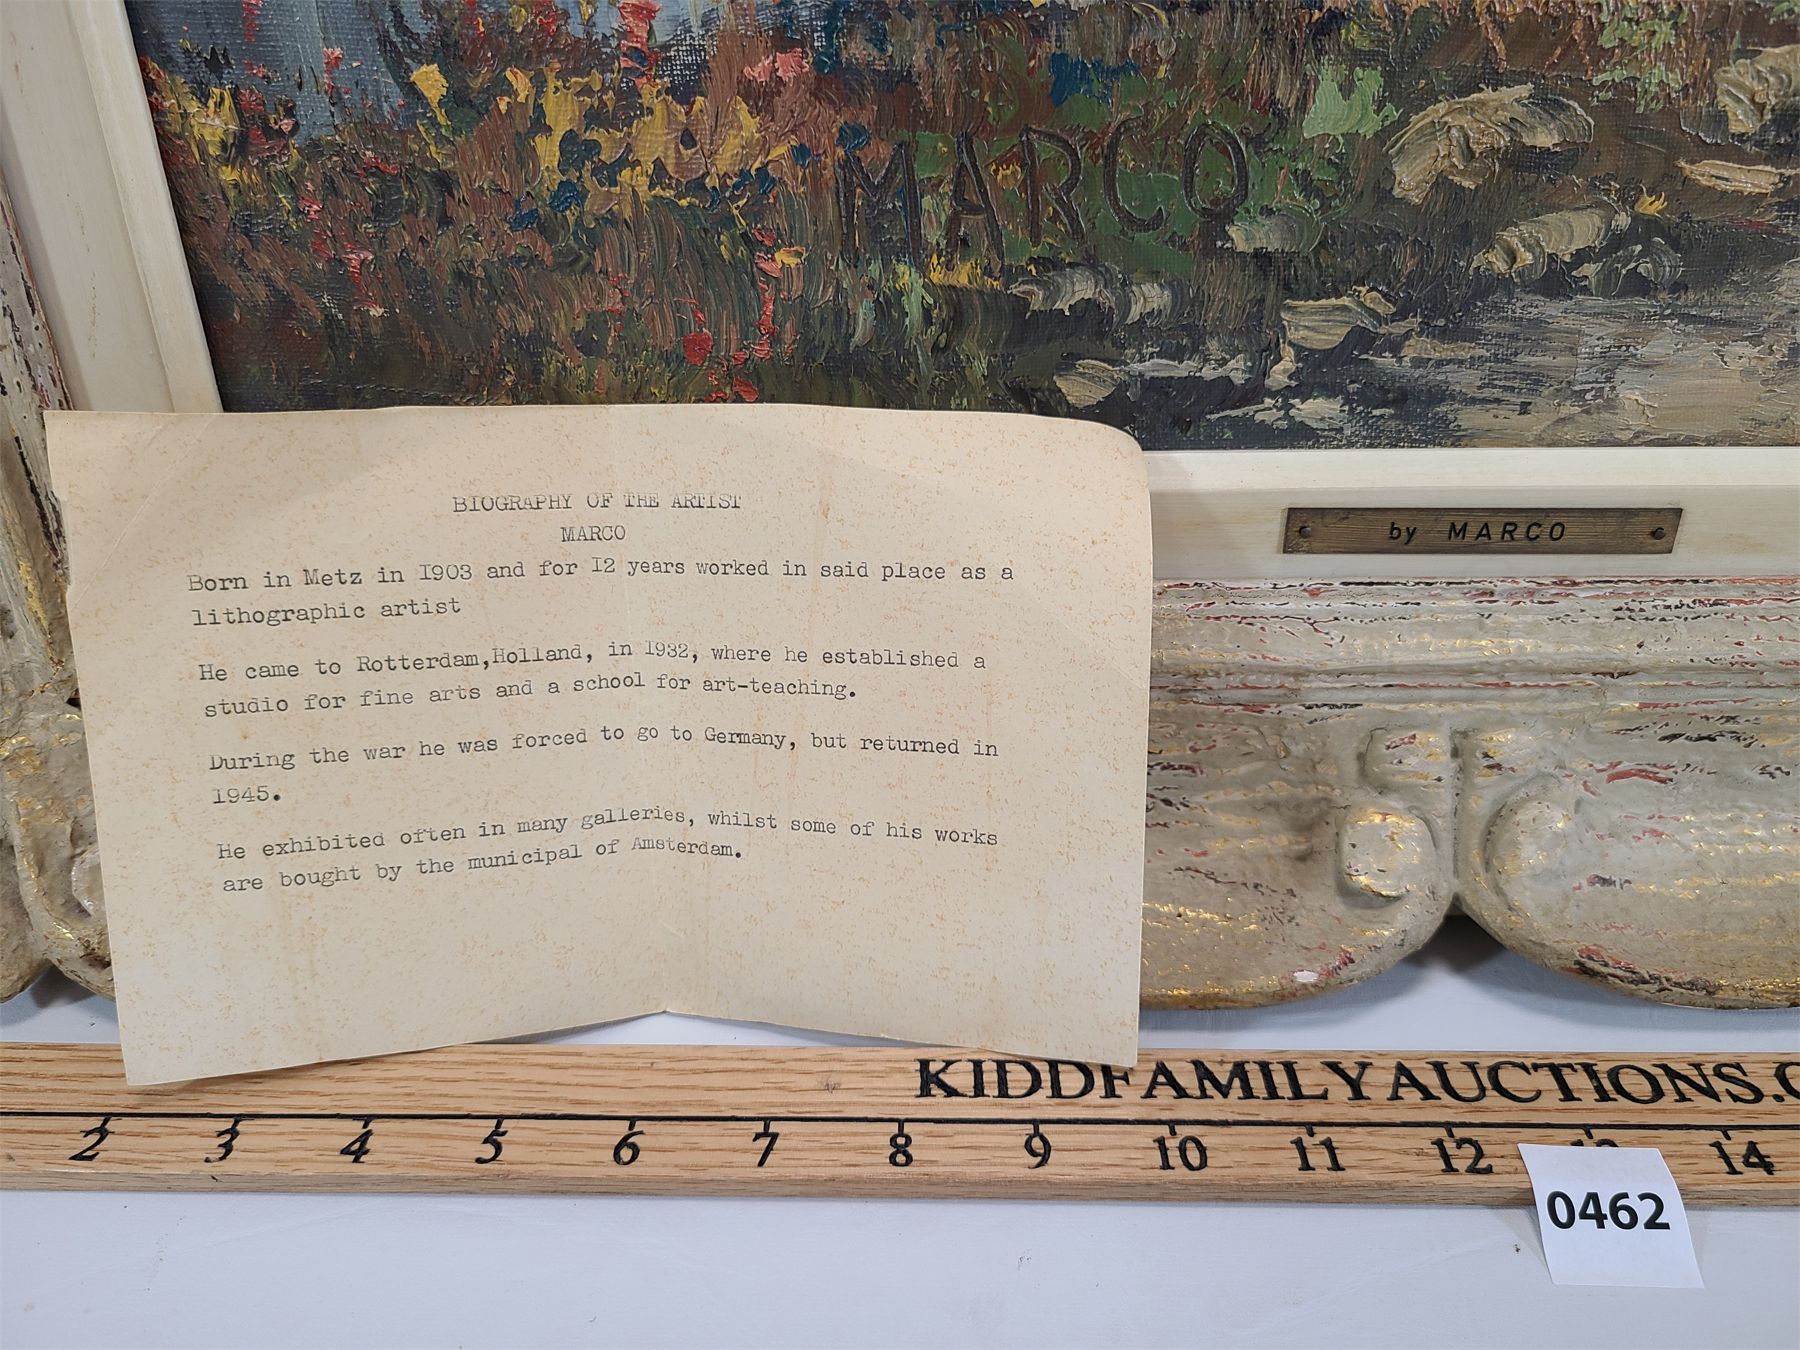 MARCO
by MARCO
BIOGRAPHY OF THE ARTIST
MARCO
Born in Metz in I903 and for I2 years worked in said place as a
lithographic artist
He came to Rotterdam,Holland, in 1932, where he established a
studio for fine arts and a school for art-teaching.
During the war he was forced to go to Germany, but returned in
1945.
He exhibited often in many galleries, whilst some of his works
are bought by the municipal of Amsterdam.
KIDDFAMILYAUCTIONS.
2 3 4 5 6 7 8 9 10 11 12 14
0462